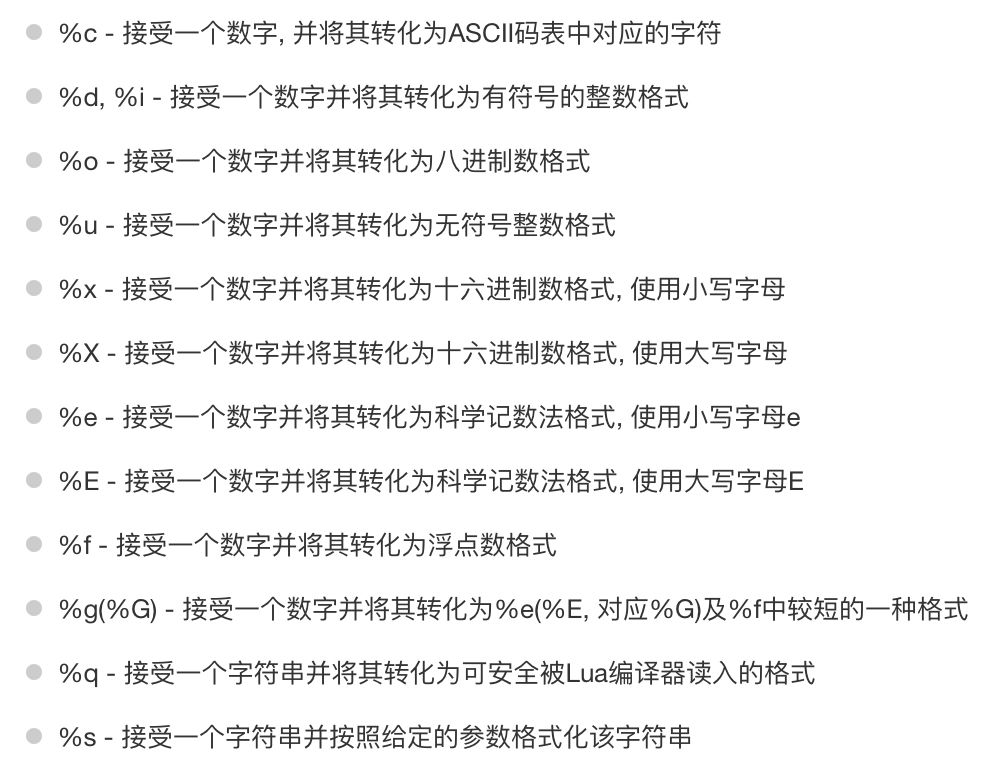 %c - 接受一个数字, 并将其转化为ASCII码表中对应的字符
%d, %i - 接受一个数字并将其转化为有符号的整数格式
%o - 接受一个数字并将其转化为八进制数格式
%u - 接受一个数字并将其转化为无符号整数格式
%x - 接受一个数字并将其转化为十六进制数格式, 使用小写字母
%X - 接受一个数字并将其转化为十六进制数格式, 使用大写字母
%e - 接受一个数字并将其转化为科学记数法格式, 使用小写字母e
%E - 接受一个数字并将其转化为科学记数法格式, 使用大写字母E
%f - 接受一个数字并将其转化为浮点数格式
%g(%G) - 接受一个数字并将其转化为%e(%E, 对应%G)及%f中较短的一种格式
%q - 接受一个字符串并将其转化为可安全被Lua编译器读入的格式
%s - 接受一个字符串并按照给定的参数格式化该字符串